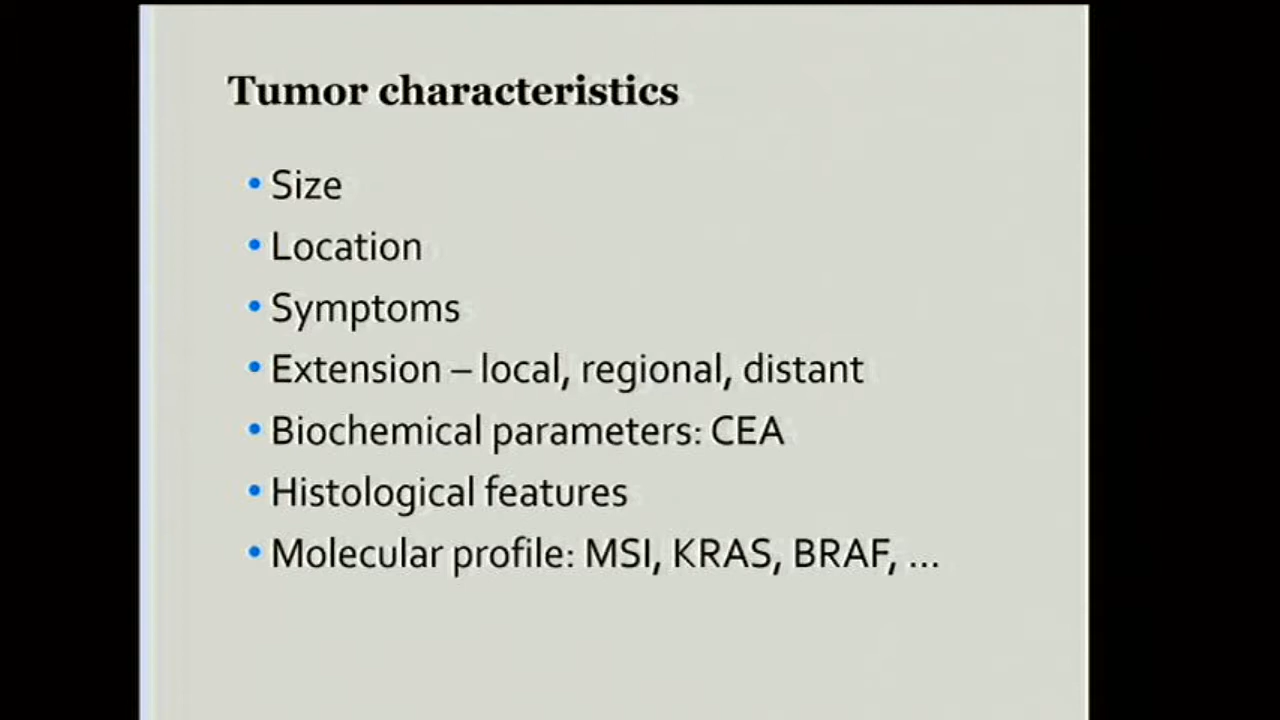 Tumor characteristics
• Size
• Location
• Symptoms
• Extension – local, regional, distant
• Biochemical parameters: CEA
• Histological features
• Molecular profile: MSI, KRAS, BRAF, ...